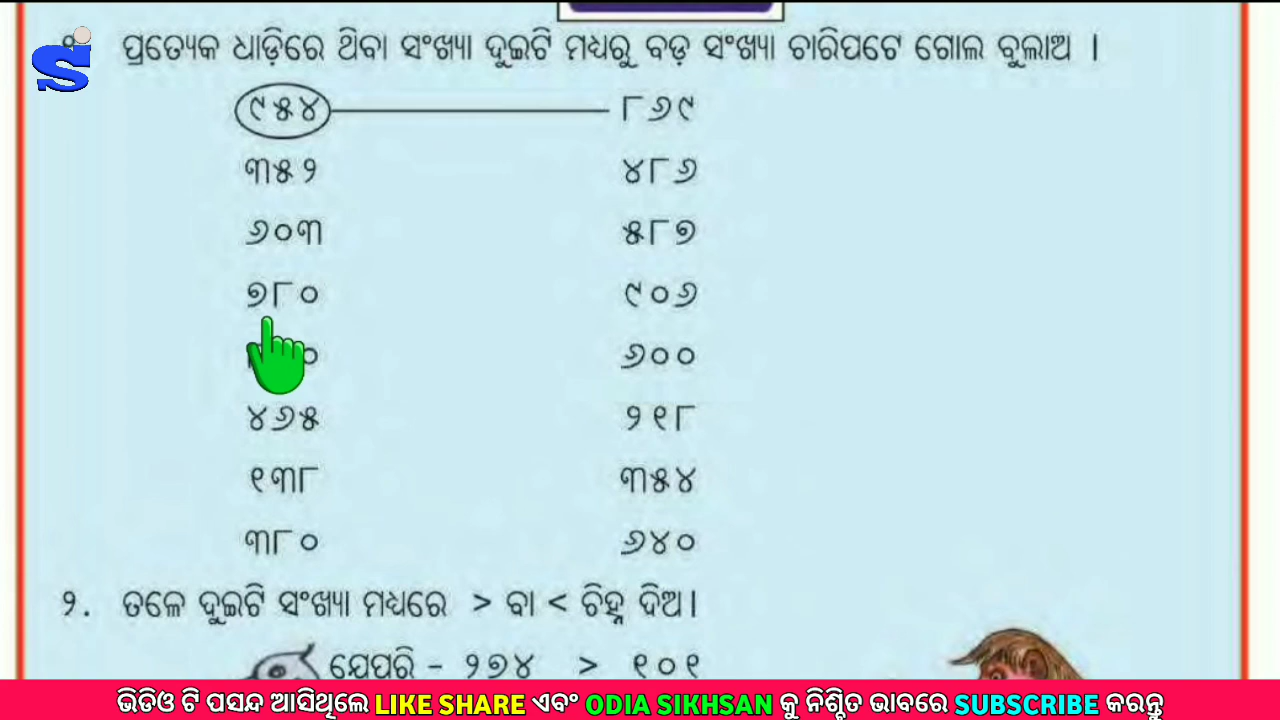 ପ୍ରତ୍ୟେକ ଧାଡ଼ିରେ ଥିବା ସଂଖ୍ୟା ଦୁଇଟି ମଧ୍ୟରୁ ବଡ଼ ସଂଖ୍ୟା ଚାରିପଟେ ଗୋଲ ବୁଲାଅ ।
୯୫୪ ୮୬୯
୩୫୨ ୪୮୬
୬୦୩ ୫୮୭
୭୮୦ ୯୦୬
୬୦୦
୪୬୫ ୨୧୮
୧୩୮ ୩୫୪
୩୮୦ ୬୪୦
୨. ତଳେ ଦୁଇଟି ସଂଖ୍ୟା ମଧ୍ୟରେ > ବା < ଚିହ୍ନ ଦିଅ।
ଯେପରି - ୨୭୪ > ୧୦୧
ଭିଡିଓ ଟି ପସନ୍ଦ ଆସିଥିଲେ LIKE SHARE ଏବଂ ODIA SIKHSAN କୁ ନିଶ୍ଚିତ ଭାବରେ SUBSCRIBE କରନ୍ତୁ